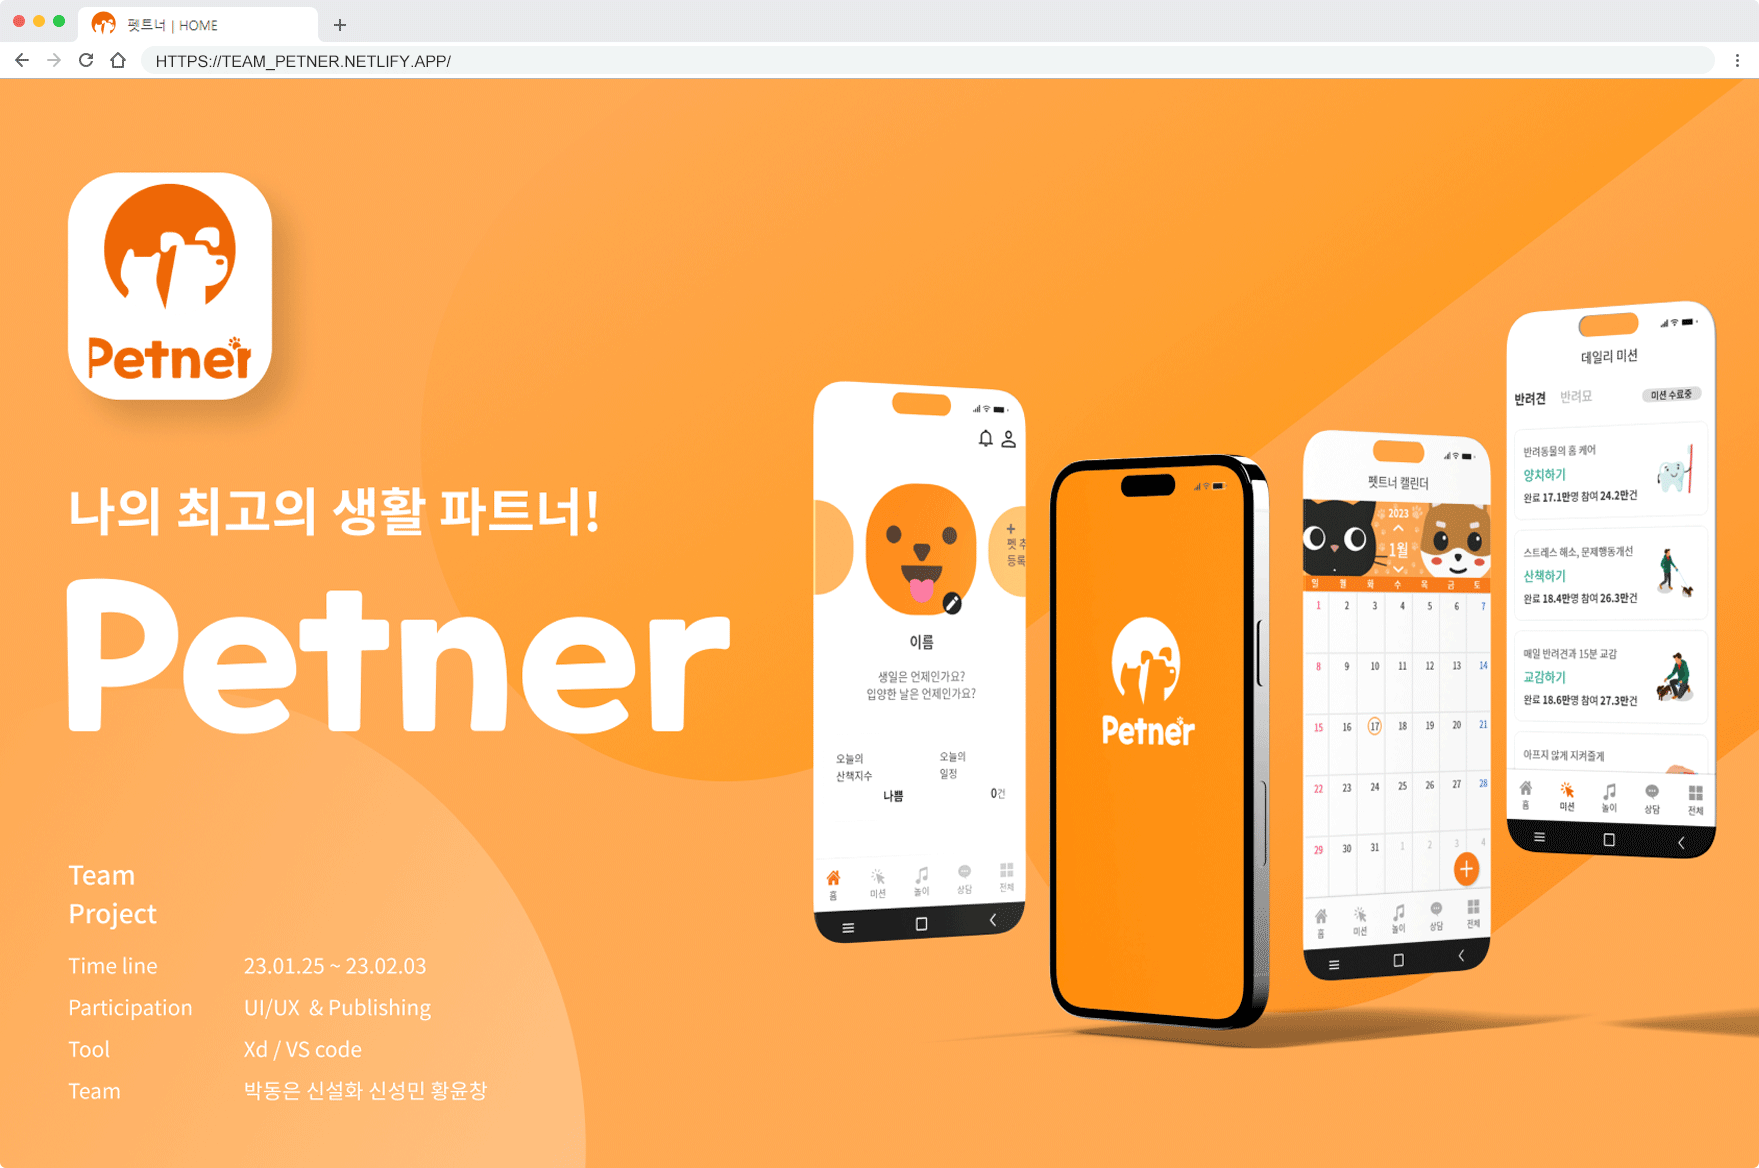 펫트너 | HOME
HTTPS://TEAM_PETNER.NETLIFY.APP/
Petner
나의 최고의 생활 파트너!
Petner
Team
Project
Time line 23.01.25 ~ 23.02.03
Participation UI/UX & Publishing
Tool Xd / VS code
Team 박동은 신설화 신성민 황윤창
+
펫 추
등록
이름
생일은 언제인가요?
입양한 날은 언제인가요?
오늘의
산책지수
나쁨
오늘의
일정
0건
홈 미션 놀이 상담 전체
Petner
펫트너 캘린더
2023
1월
일 월 화 수 목 금 토
1 2 3 4 5 6 7
8 9 10 11 12 13 14
15 16 17 18 19 20 21
22 23 24 25 26 27 28
29 30 31 1 2 3 4
+
홈 미션 놀이 상담 전체
데일리 미션
반려견 반려묘 미션 수료중
반려동물의 홈 케어
양치하기
완료 17.1만명 참여 24.2만건
스트레스 해소, 문제행동개선
산책하기
완료 18.4만명 참여 26.3만건
매일 반려견과 15분 교감
교감하기
완료 18.6만명 참여 27.3만건
아프지 않게 지켜줄게
홈 미션 놀이 상담 전체